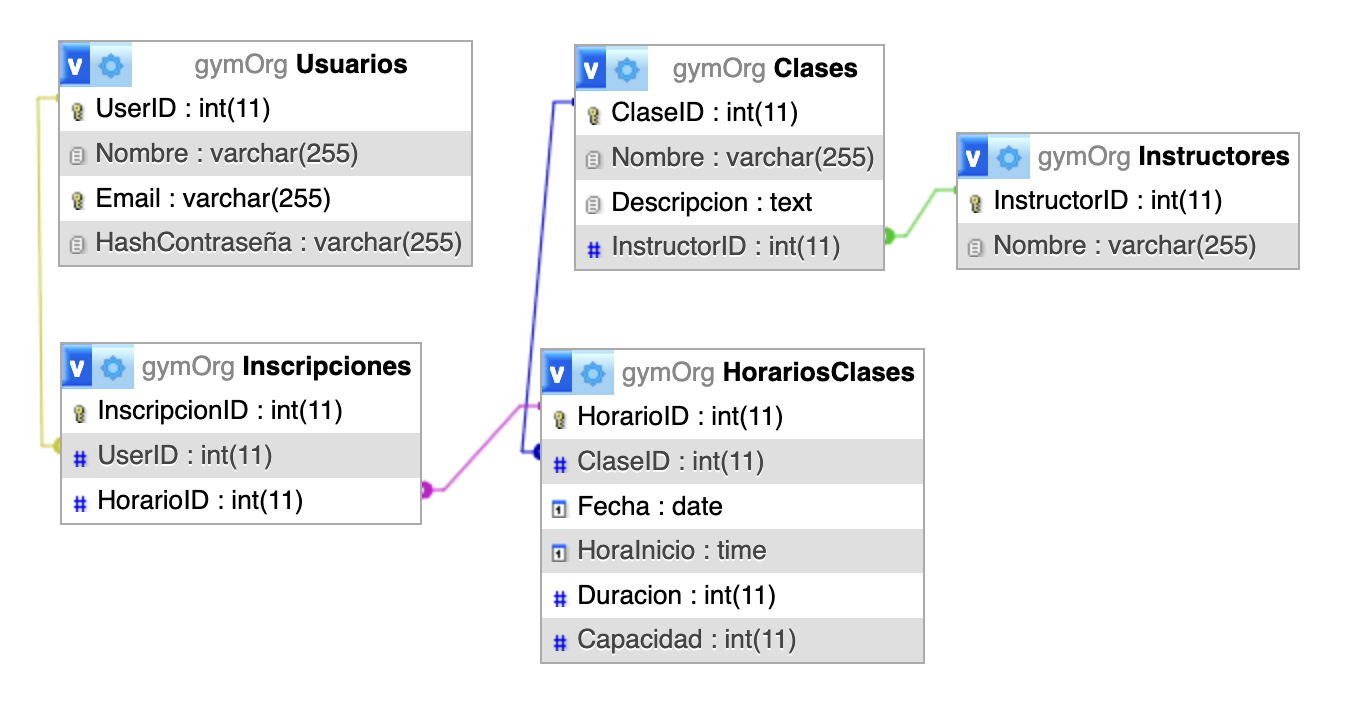 gymOrg Usuarios
UserID : int(11)
Nombre : varchar(255)
Email : varchar(255)
HashContraseña : varchar(255)
gymOrg Clases
ClaseID : int(11)
Nombre : varchar(255)
Descripcion : text
InstructorID : int(11)
gymOrg Instructores
InstructorID : int(11)
Nombre : varchar(255)
gymOrg Inscripciones
InscripcionID : int(11)
UserID : int(11)
HorarioID : int(11)
gymOrg HorariosClases
HorarioID : int(11)
ClaseID : int(11)
Fecha : date
HoraInicio : time
Duracion : int(11)
Capacidad : int(11)